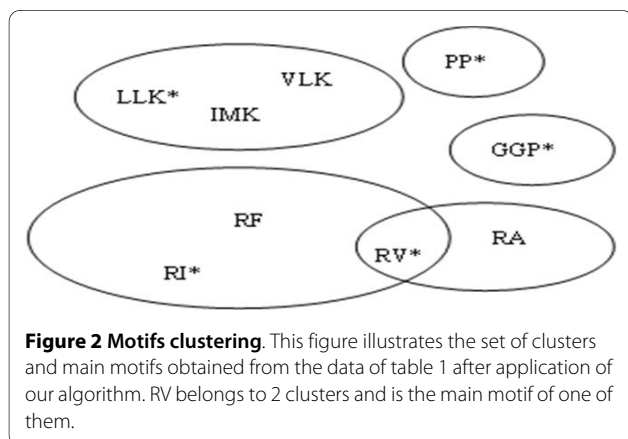 PP*
VLK
LLK*
IMK
GGP*
RF
RA
RV*
RI*
Figure 2 Motifs clustering. This figure illustrates the set of clusters
and main motifs obtained from the data of table 1 after application of
our algorithm. RV belongs to 2 clusters and is the main motif of one of
them.